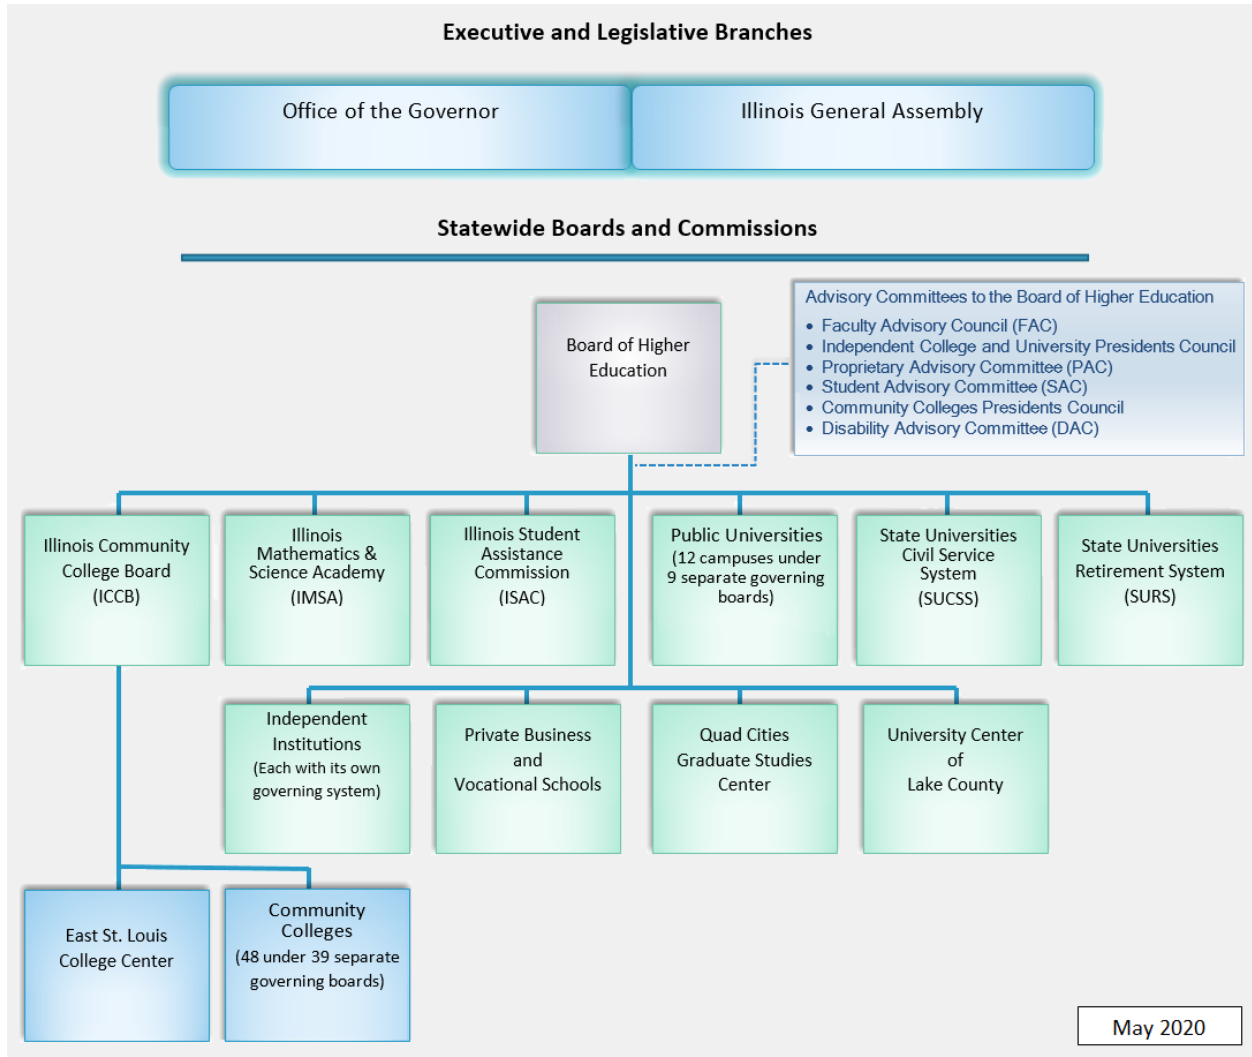 Executive and Legislative Branches
Office of the Governor
Illinois General Assembly
Statewide Boards and Commissions
Board of Higher
Education
Advisory Committees to the Board of Higher Education
• Faculty Advisory Council (FAC)
• Independent College and University Presidents Council
• Proprietary Advisory Committee (PAC)
• Student Advisory Committee (SAC)
• Community Colleges Presidents Council
• Disability Advisory Committee (DAC)
Illinois Community
College Board
(ICCB)
Illinois
Mathematics &
Science Academy
(IMSA)
Illinois Student
Assistance
Commission
(ISAC)
Public Universities
(12 campuses under
9 separate governing
boards)
State Universities
Civil Service
System
(SUCSS)
State Universities
Retirement System
(SURS)
Independent
Institutions
(Each with its own
governing system)
Private Business
and
Vocational Schools
Quad Cities
Graduate Studies
Center
University Center
of
Lake County
East St. Louis
College Center
Community
Colleges
(48 under 39 separate
governing boards)
May 2020